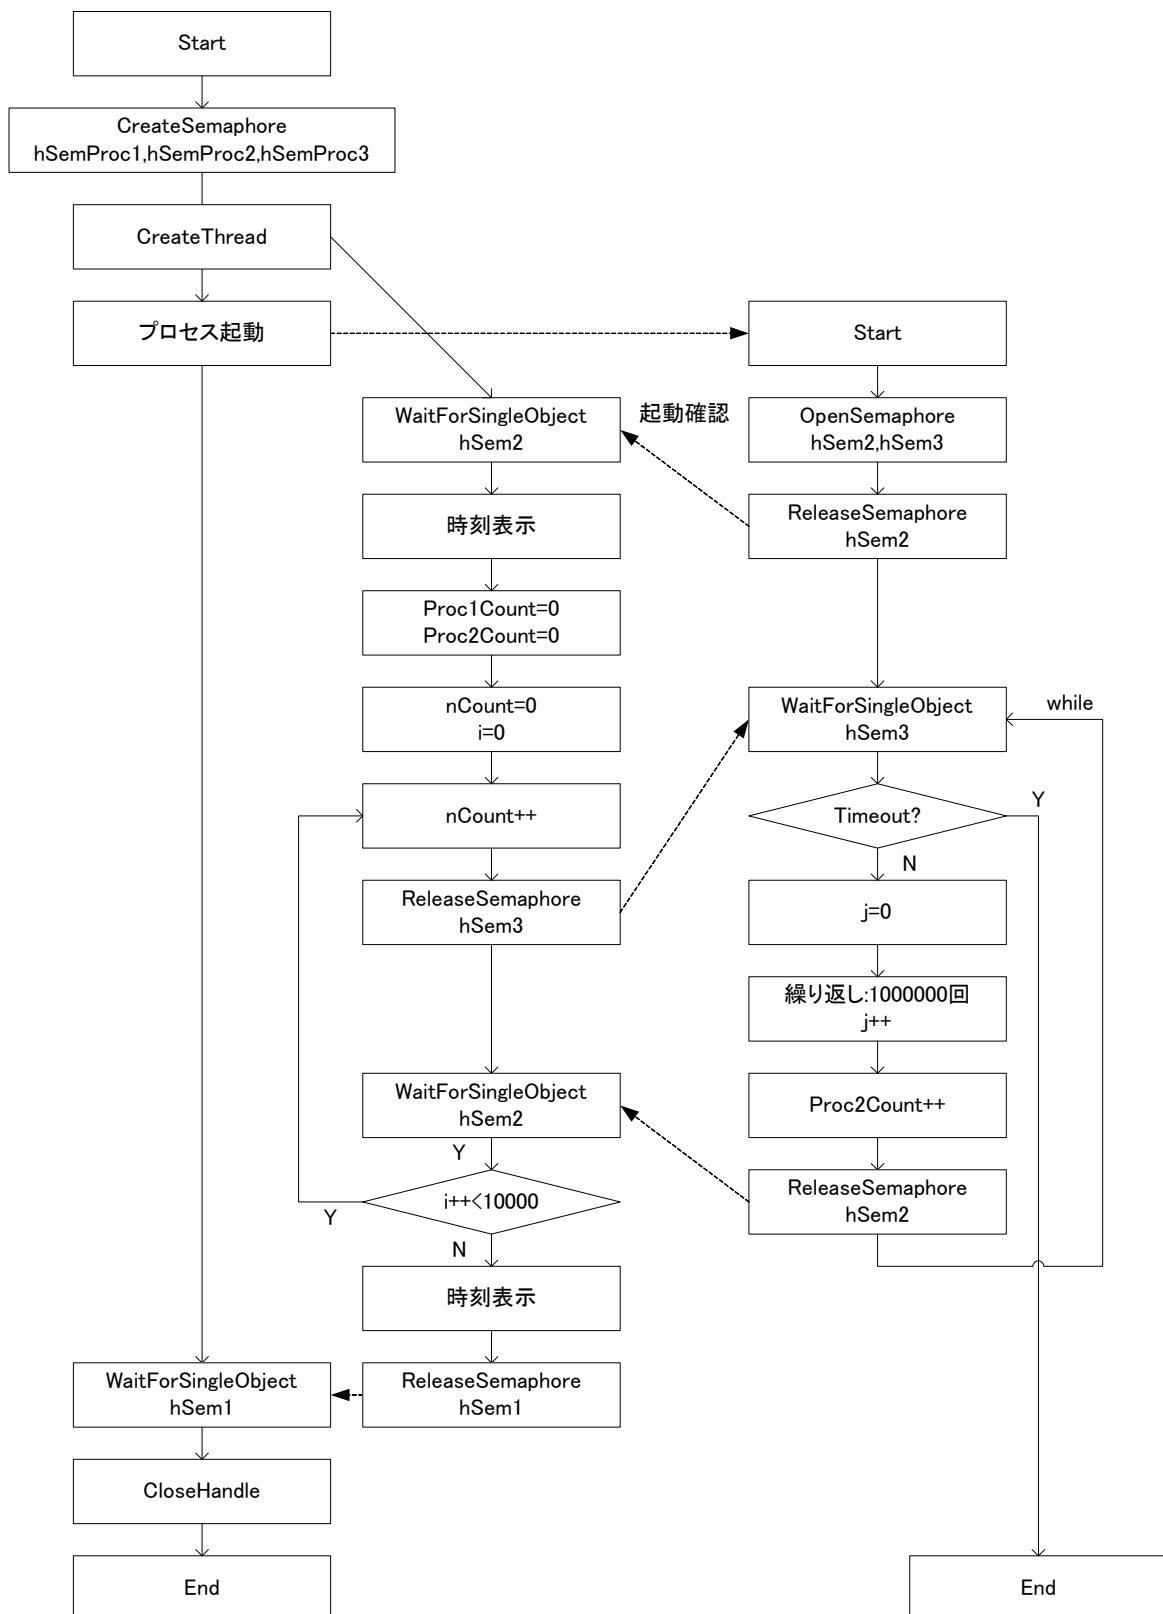 Start
CreateSemaphore
hSemProc1,hSemProc2,hSemProc3
CreateThread
プロセス起動
Start
WaitForSingleObject
hSem2
起動確認
OpenSemaphore
hSem2,hSem3
時刻表示
ReleaseSemaphore
hSem2
Proc1Count=0
Proc2Count=0
nCount=0
i=0
WaitForSingleObject
hSem3
while
nCount++
Timeout?
Y
N
ReleaseSemaphore
hSem3
j=0
繰り返し:1000000回
j++
WaitForSingleObject
hSem2
Proc2Count++
Y
i++<10000
Y
N
ReleaseSemaphore
hSem2
時刻表示
WaitForSingleObject
hSem1
ReleaseSemaphore
hSem1
CloseHandle
End
End